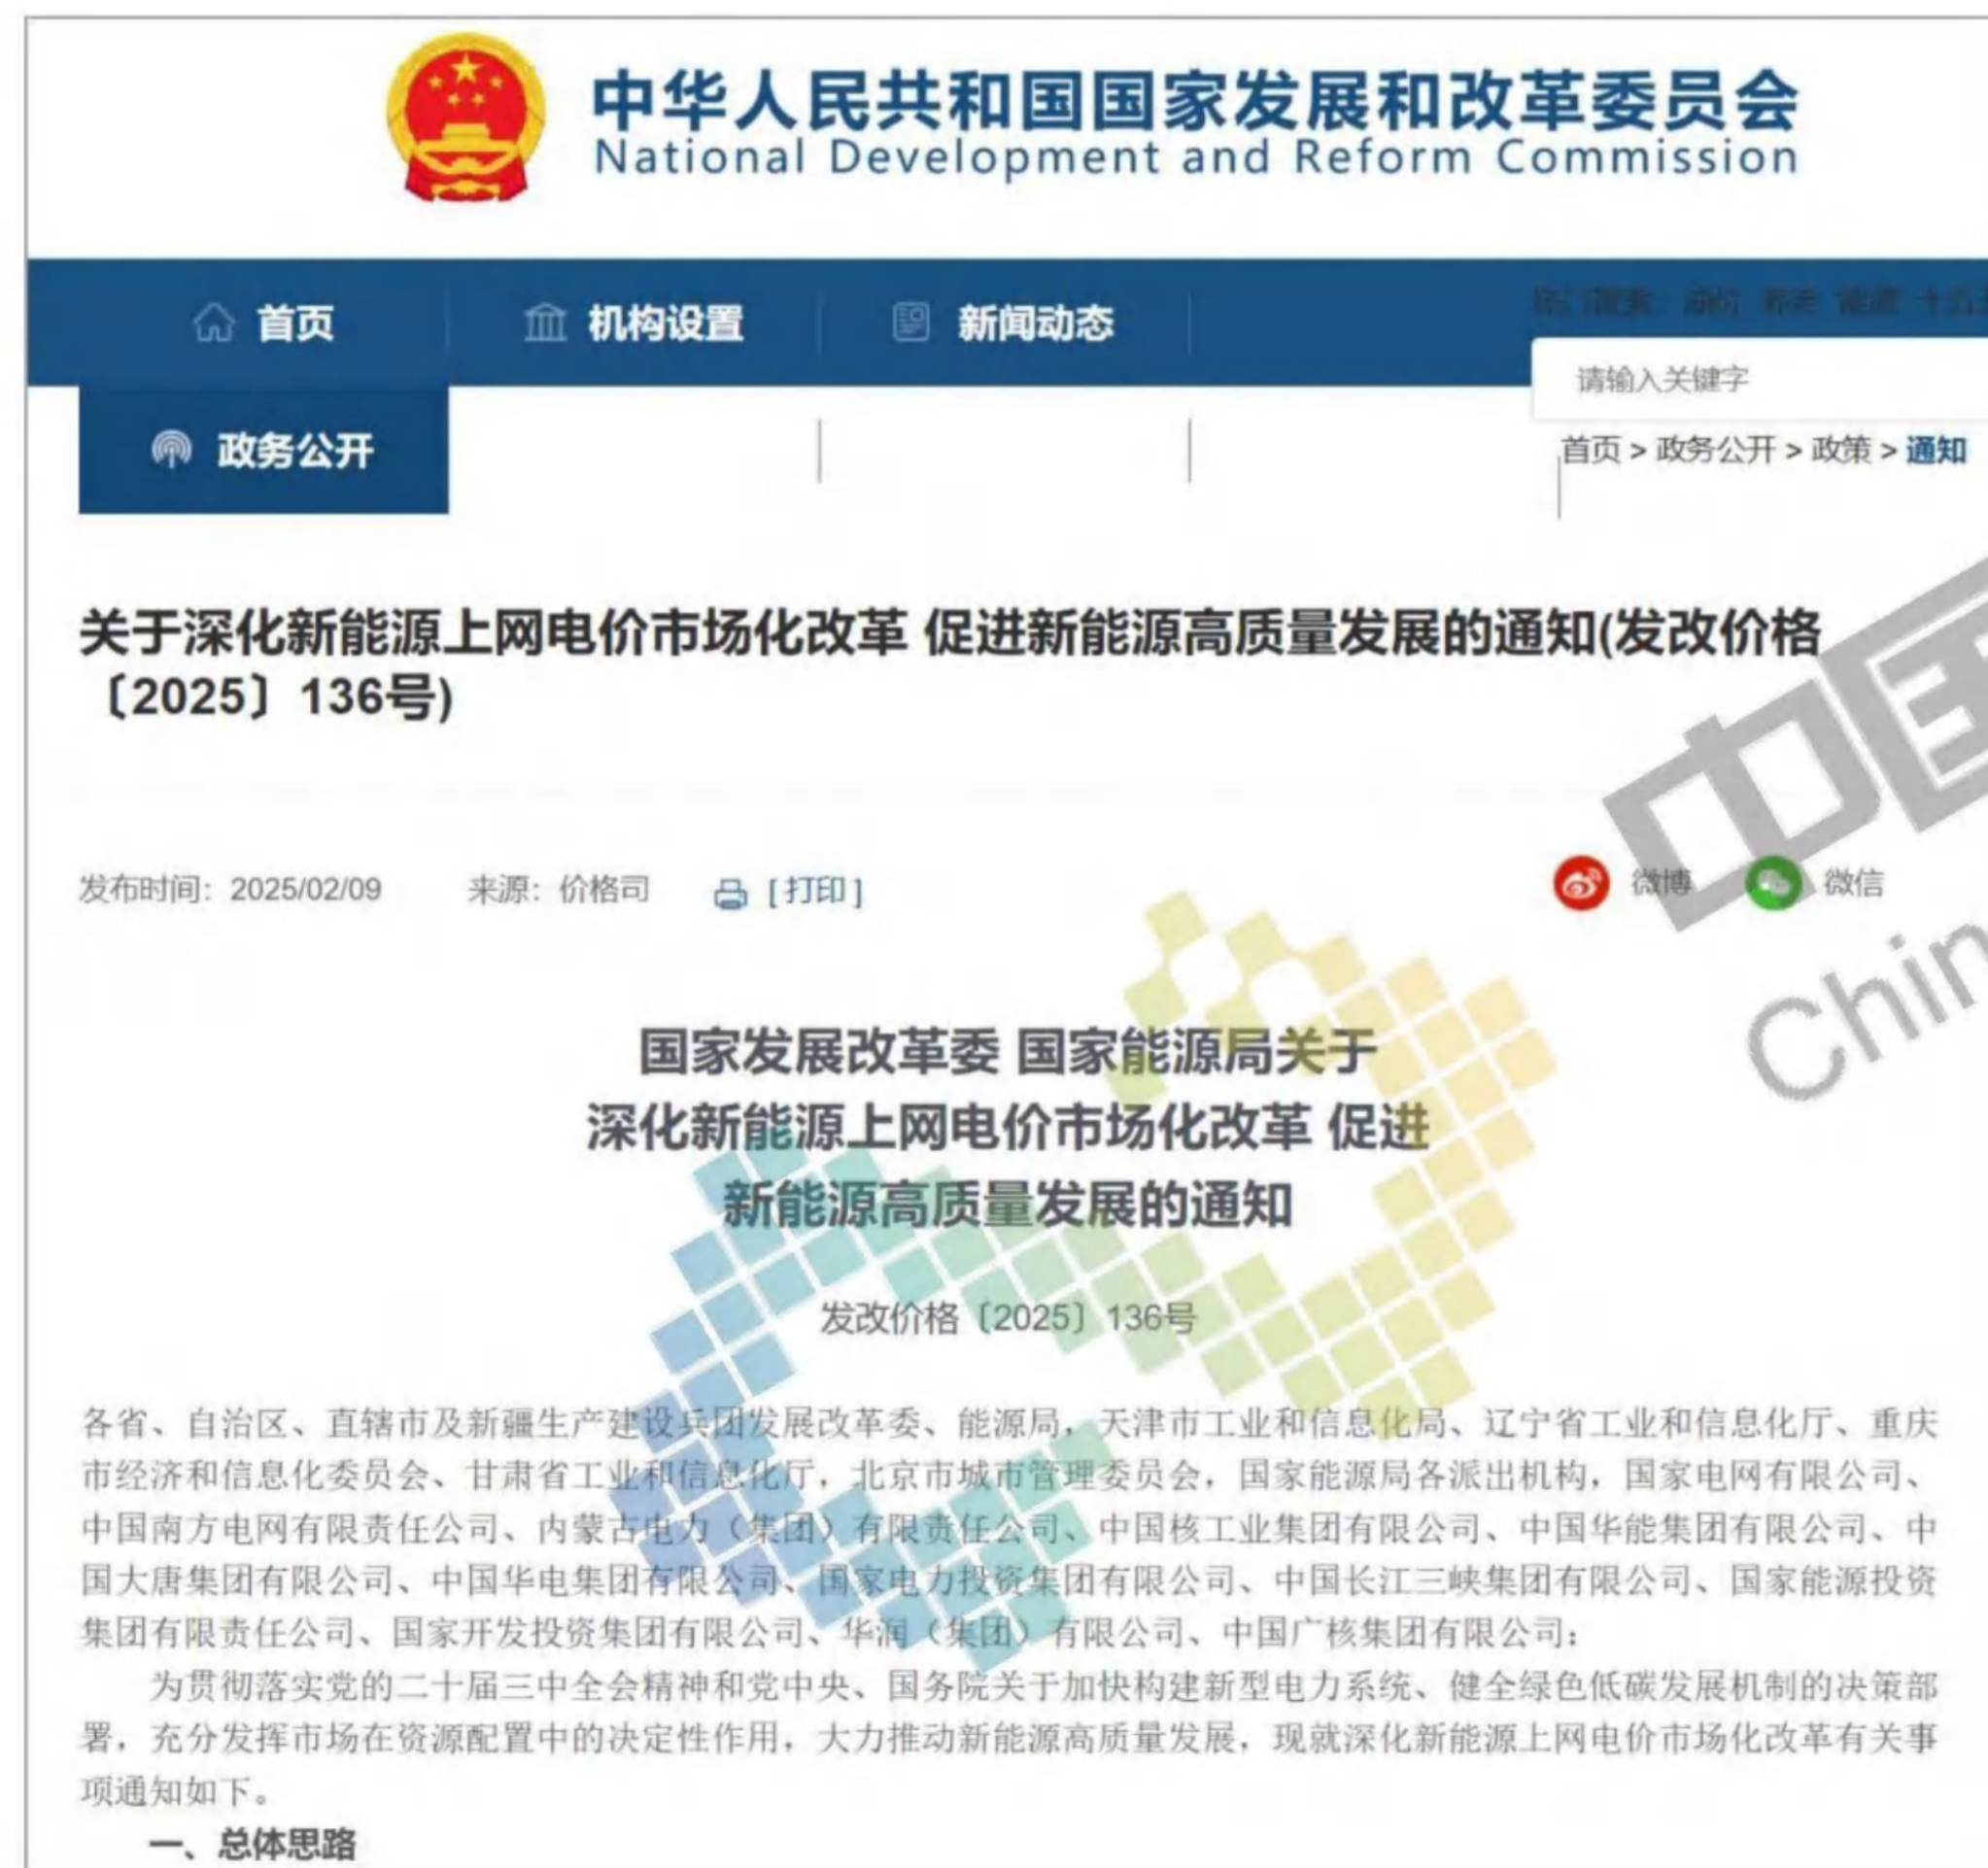 中华人民共和国国家发展和改革委员会
National Development and Reform Commission
首页
机构设置
新闻动态
请输入关键字
政务公开
首页 > 政务公开 > 政策 > 通知
关于深化新能源上网电价市场化改革 促进新能源高质量发展的通知(发改价格
〔2025〕136号)
发布时间：2025/02/09 来源：价格司 [ 打印 ]
微博 微信
中国
Chin
国家发展改革委 国家能源局关于
深化新能源上网电价市场化改革 促进
新能源高质量发展的通知
发改价格〔2025〕136号
各省、自治区、直辖市及新疆生产建设兵团发展改革委、能源局，天津市工业和信息化局、辽宁省工业和信息化厅、重庆
市经济和信息化委员会、甘肃省工业和信息化厅，北京市城市管理委员会，国家能源局各派出机构，国家电网有限公司、
中国南方电网有限责任公司、内蒙古电力（集团）有限责任公司、中国核工业集团有限公司、中国华能集团有限公司、中
国大唐集团有限公司、中国华电集团有限公司、国家电力投资集团有限公司、中国长江三峡集团有限公司、国家能源投资
集团有限责任公司、国家开发投资集团有限公司、华润（集团）有限公司、中国广核集团有限公司：
为贯彻落实党的二十届三中全会精神和党中央、国务院关于加快构建新型电力系统、健全绿色低碳发展机制的决策部
署，充分发挥市场在资源配置中的决定性作用，大力推动新能源高质量发展，现就深化新能源上网电价市场化改革有关事
项通知如下。
一、总体思路